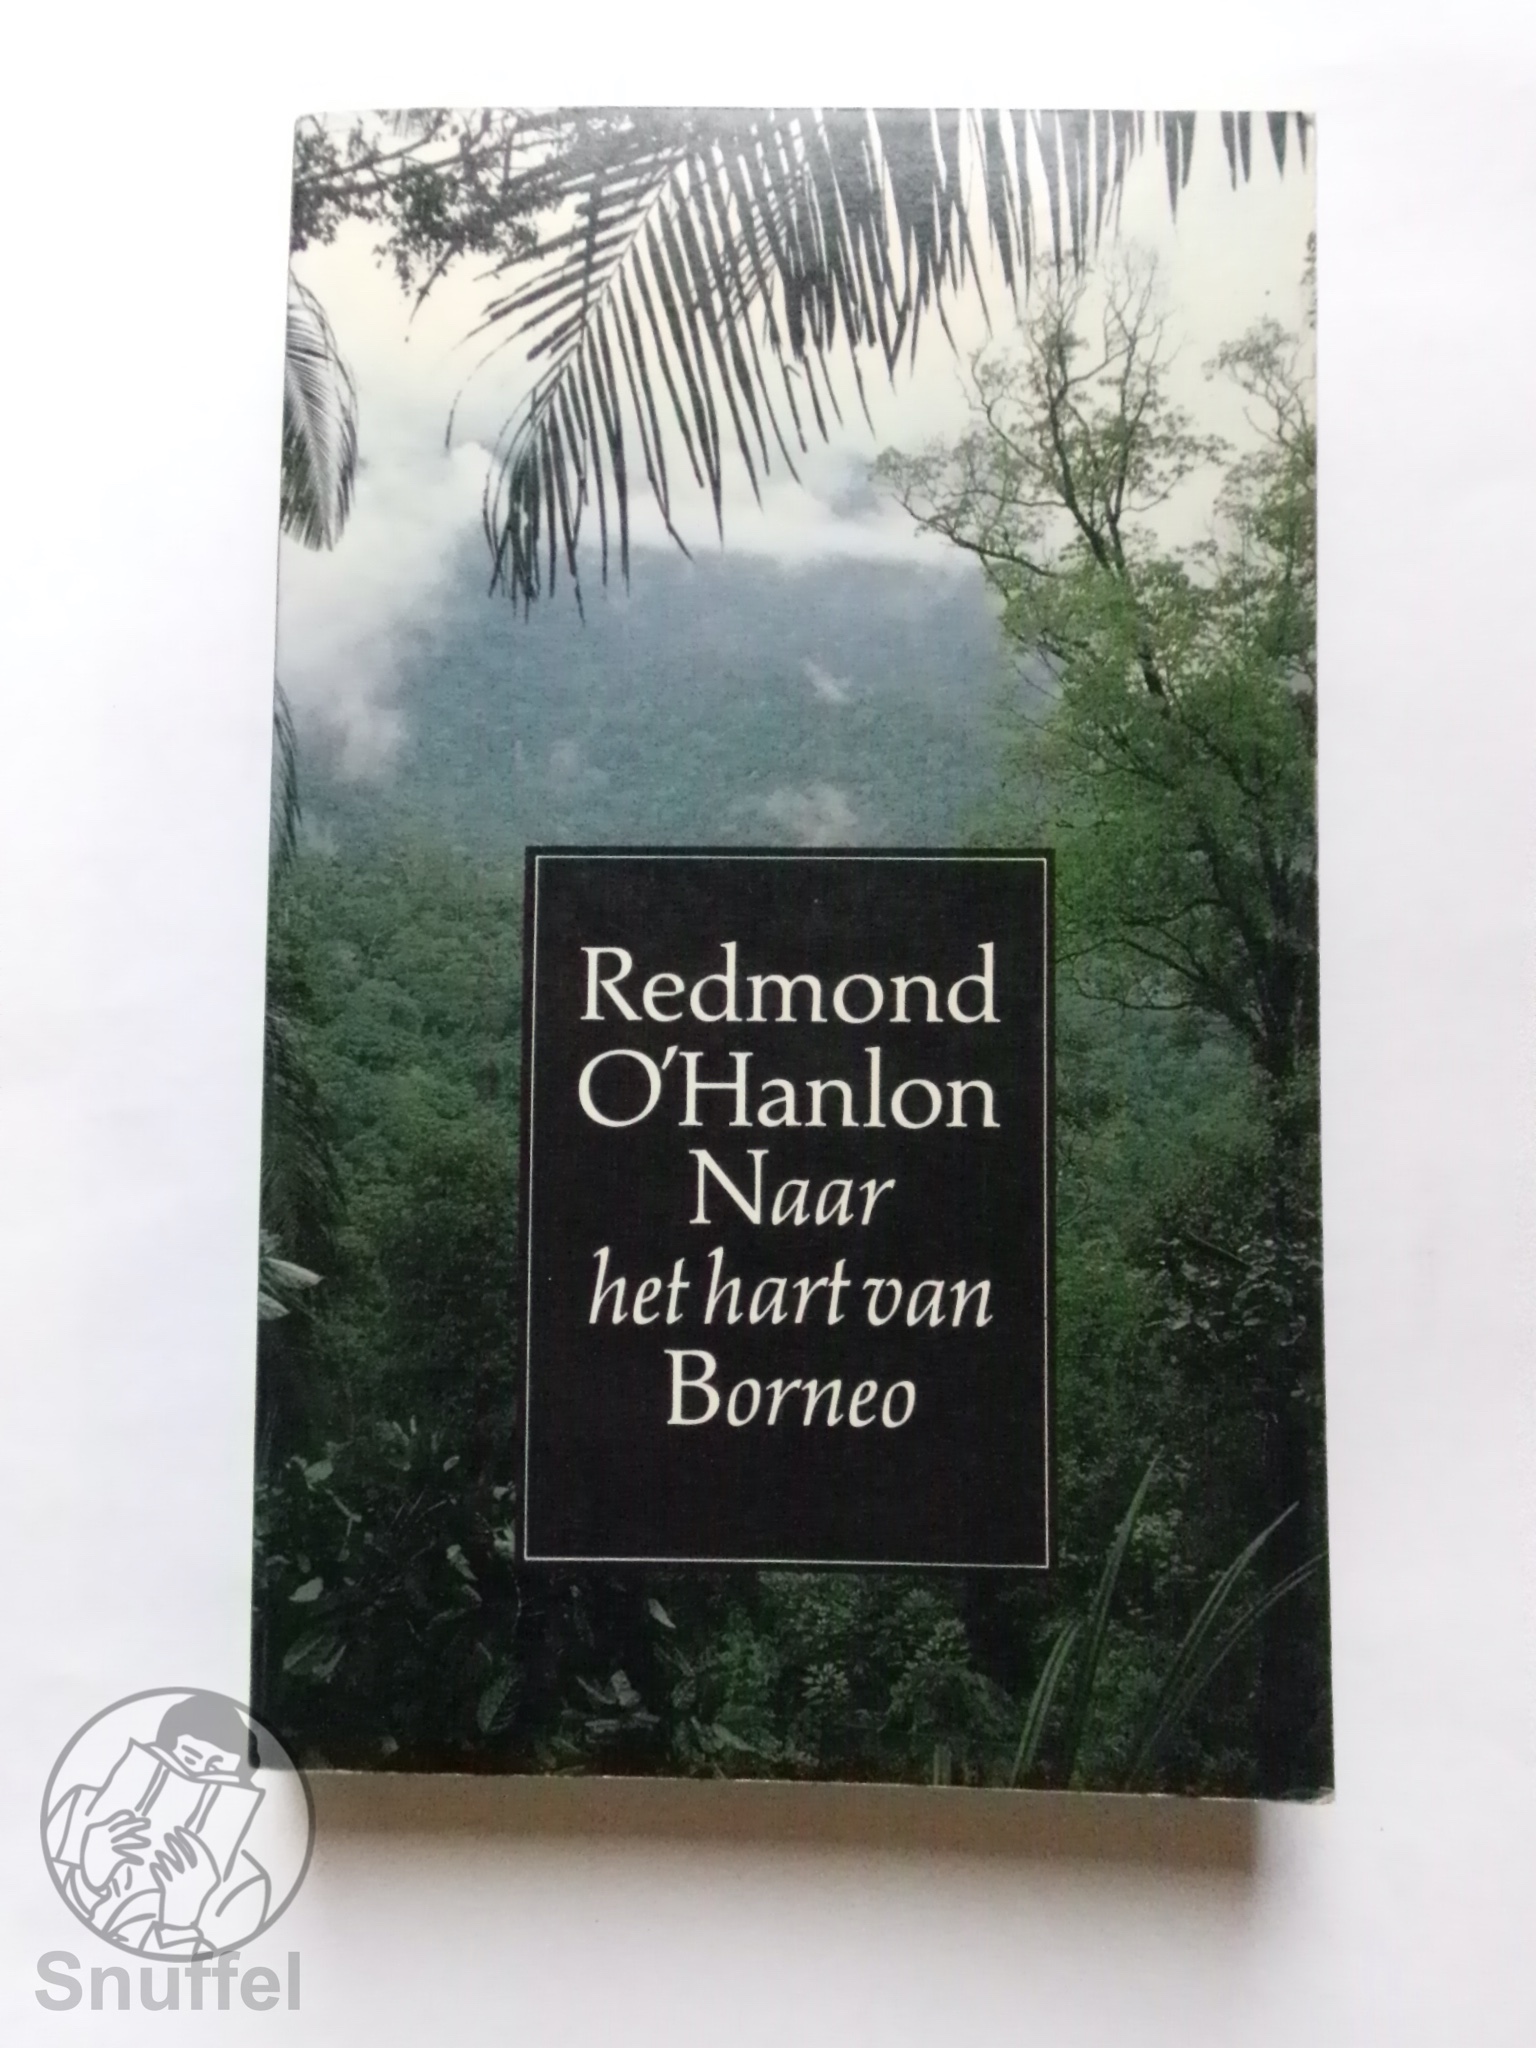 Redmond
O'Hanlon
Naar
het hart van
Borneo
Snuffel